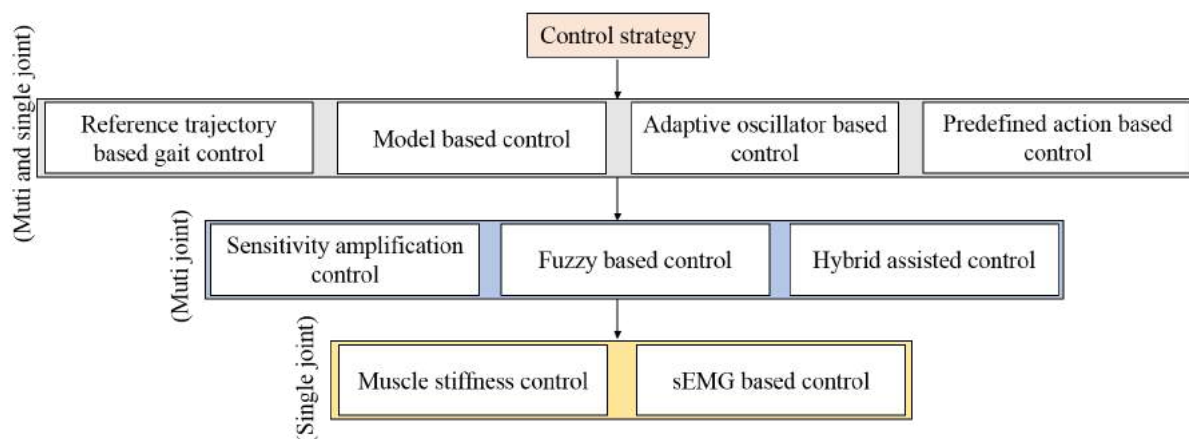 Control strategy
(Muti and single joint)
Reference trajectory
based gait control
Model based control
Adaptive oscillator based
control
Predefined action based
control
(Muti joint)
Sensitivity amplification
control
Fuzzy based control
Hybrid assisted control
(Single joint)
Muscle stiffness control
sEMG based control